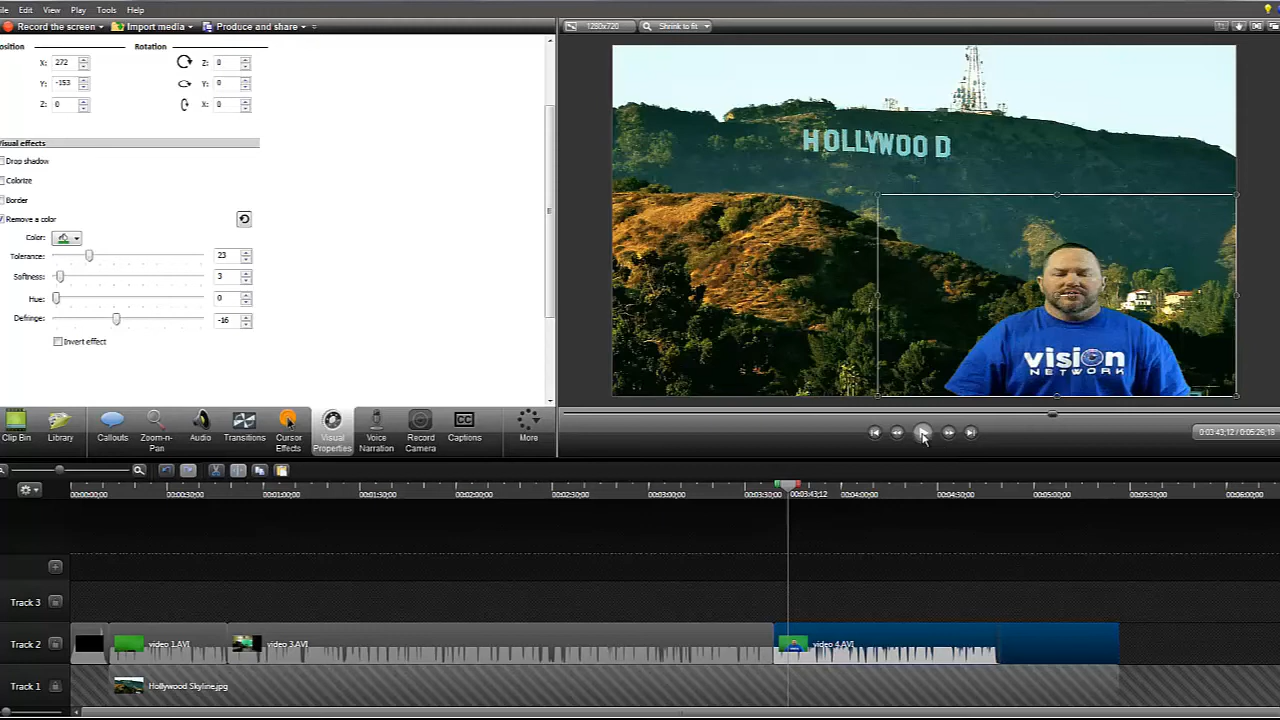 ile Edit View Play Tools Help
Record the screen Import media Produce and share
1280x720 Shrink to fit
osition Rotation
X: 272 Z: 0
Y: -153 Y: 0
Z: 0 X: 0
Visual effects
Drop shadow
Colorize
Border
Remove a color
Color:
Tolerance: 23
Softness: 3
Hue: 0
Defringe: -16
Invert effect
HOLLYWOOD
vision
NETWORK
Clip Bin Library Callouts Zoom-n-Pan Audio Transitions Cursor Effects Visual Properties Voice Narration Record Camera Captions More
0:03:43;12 / 0:05:26;18
00:00:00;00 00:00:30;00 00:01:00;00 00:01:30;00 00:02:00;00 00:02:30;00 00:03:00;00 00:03:30;00 00:03:43;12 00:04:00;00 00:04:30;00 00:05:00;00 00:05:30;00 00:06:00;00
Track 3
Track 2 video 1.AVI video 3.AVI video 4.AVI
Track 1 Hollywood Skyline.jpg